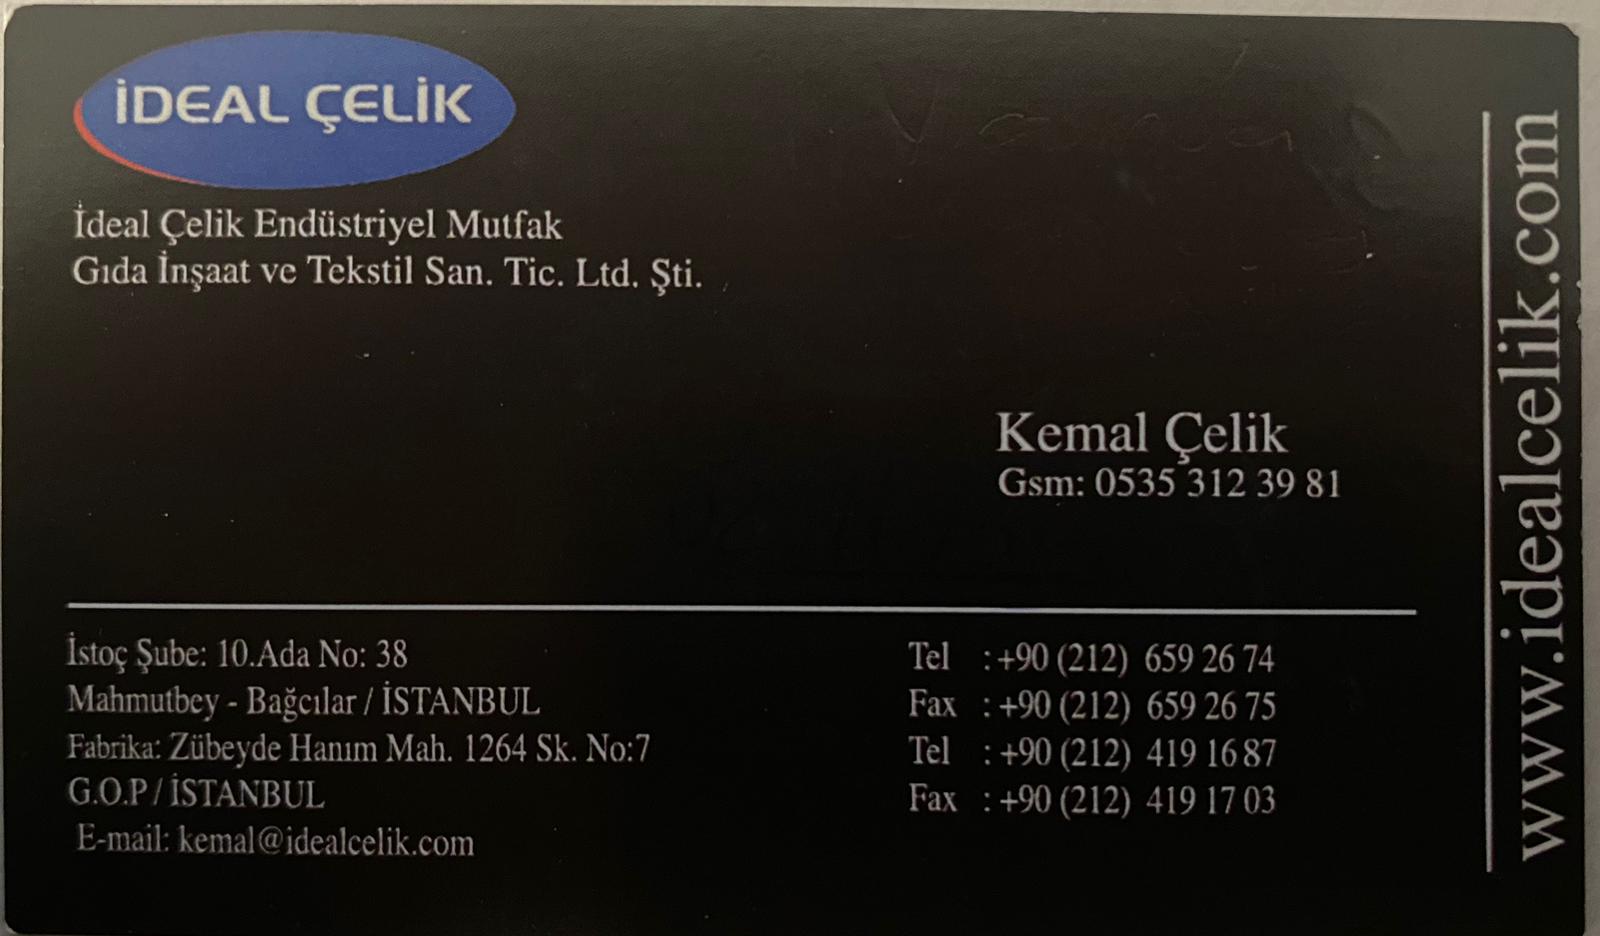 İDEAL ÇELİK
İdeal Çelik Endüstriyel Mutfak
Gıda İnşaat ve Tekstil San. Tic. Ltd. Şti.
Kemal Çelik
Gsm: 0535 312 39 81
İstoç Şube: 10.Ada No: 38
Mahmutbey - Bağcılar / İSTANBUL
Fabrika: Zübeyde Hanım Mah. 1264 Sk. No:7
G.O.P / İSTANBUL
E-mail: kemal@idealcelik.com
Tel : +90 (212) 659 26 74
Fax : +90 (212) 659 26 75
Tel : +90 (212) 419 16 87
Fax : +90 (212) 419 17 03
www.idealcelik.com